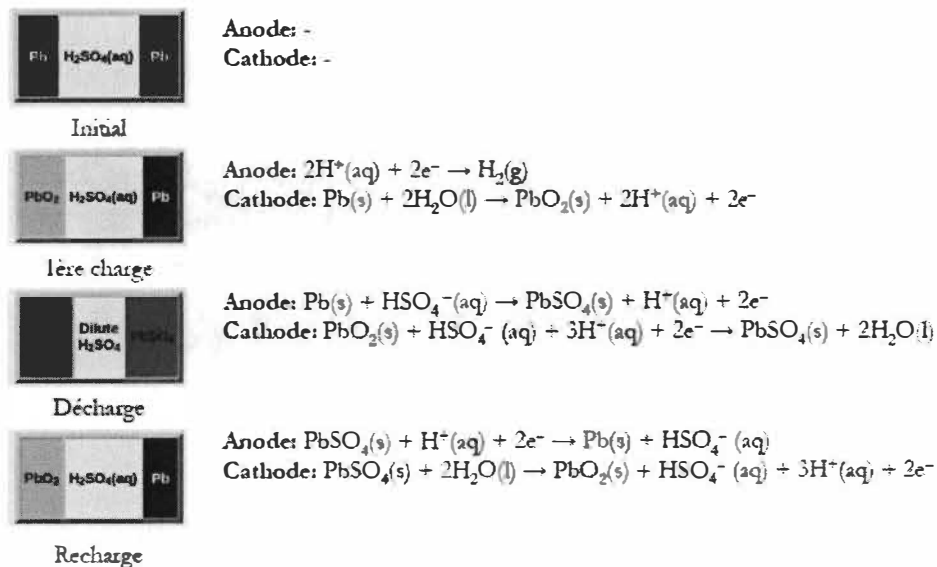 Pb H₂SO₄(aq) Pb
Initial
Anode: -
Cathode: -
PbO₂ H₂SO₄(aq) Pb
1ère charge
Anode: 2H⁺(aq) + 2e⁻ → H₂(g)
Cathode: Pb(s) + 2H₂O(l) → PbO₂(s) + 2H⁺(aq) + 2e⁻
Dilute
H₂SO₄
Décharge
Anode: Pb(s) + HSO₄⁻(aq) → PbSO₄(s) + H⁺(aq) + 2e⁻
Cathode: PbO₂(s) + HSO₄⁻ (aq) + 3H⁺(aq) + 2e⁻ → PbSO₄(s) + 2H₂O(l)
PbO₂ H₂SO₄(aq) Pb
Recharge
Anode: PbSO₄(s) + H⁺(aq) + 2e⁻ → Pb(s) + HSO₄⁻ (aq)
Cathode: PbSO₄(s) + 2H₂O(l) → PbO₂(s) + HSO₄⁻ (aq) + 3H⁺(aq) + 2e⁻